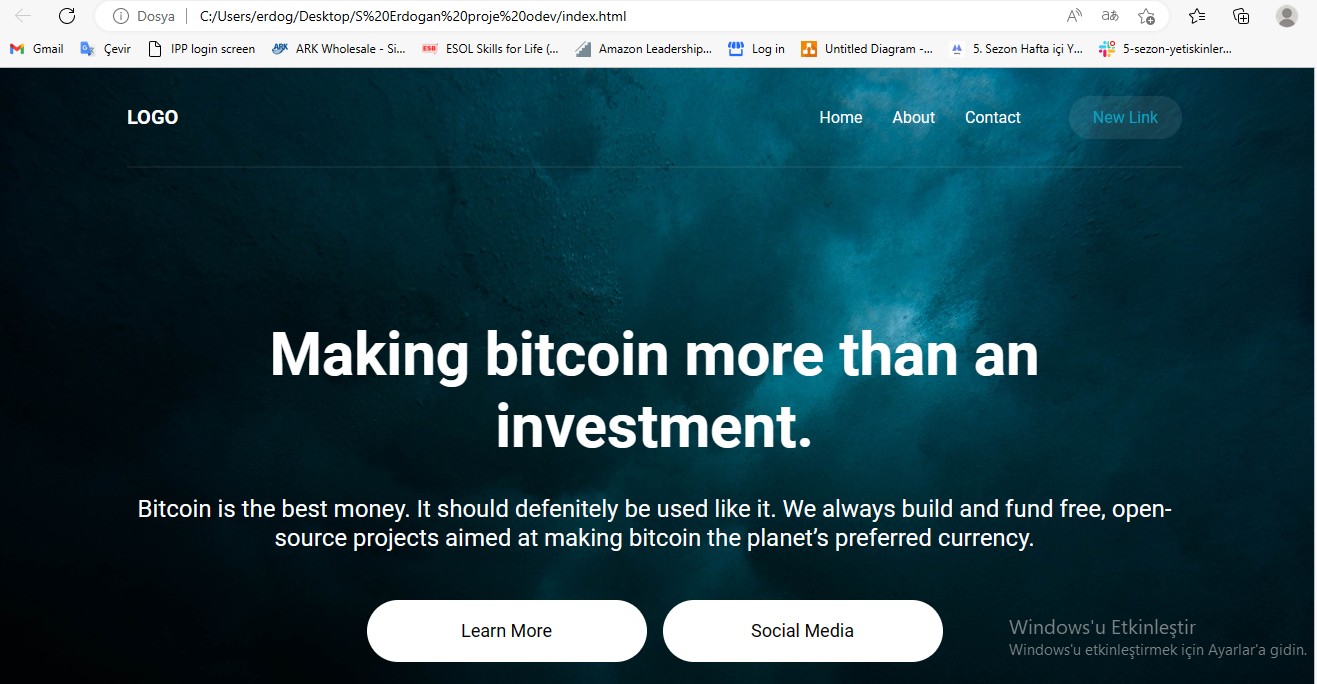 Dosya C:/Users/erdog/Desktop/S%20Erdogan%20proje%20odev/index.html A あ
Gmail Çevir IPP login screen ARK ARK Wholesale - Si... ESB ESOL Skills for Life (... Amazon Leadership... Log in Untitled Diagram -... 5. Sezon Hafta içi Y... 5-sezon-yetiskinler...
LOGO Home About Contact New Link
Making bitcoin more than an
investment.
Bitcoin is the best money. It should defenitely be used like it. We always build and fund free, open-
source projects aimed at making bitcoin the planet’s preferred currency.
Learn More Social Media
Windows'u Etkinleştir
Windows'u etkinleştirmek için Ayarlar'a gidin.